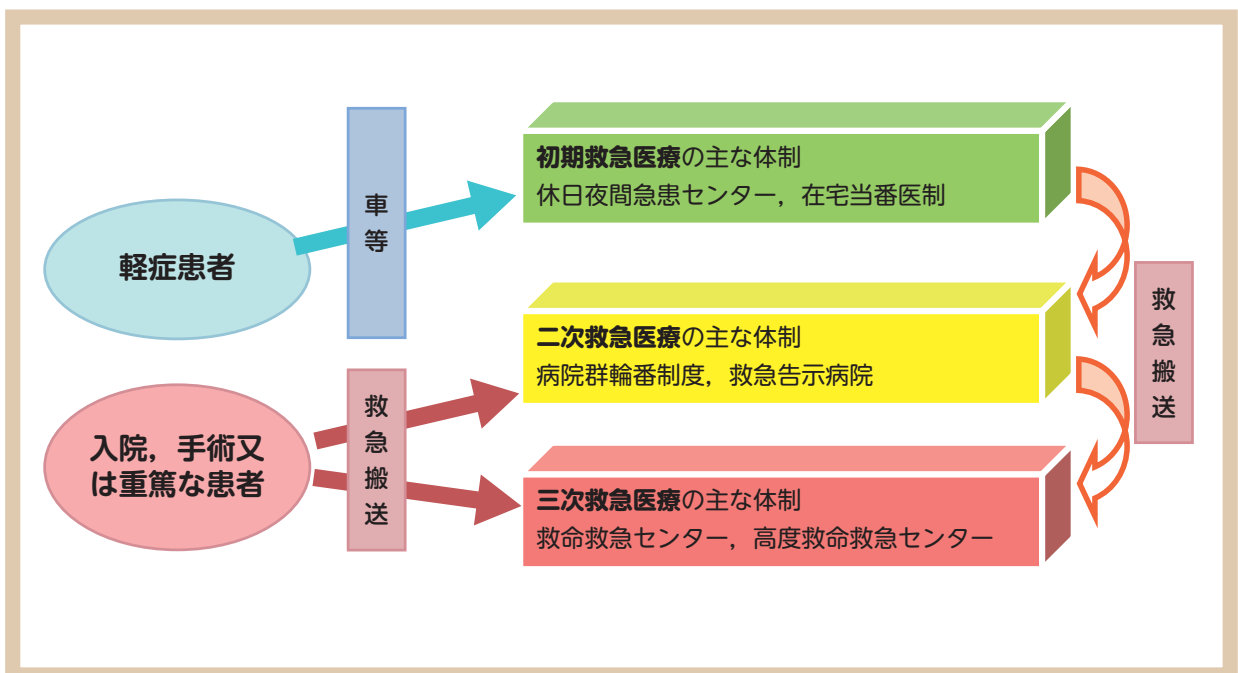 初期救急医療の主な体制
休日夜間急患センター，在宅当番医制
車等
軽症患者
救急搬送
二次救急医療の主な体制
病院群輪番制度，救急告示病院
救急搬送
入院，手術又
は重篤な患者
三次救急医療の主な体制
救命救急センター，高度救命救急センター